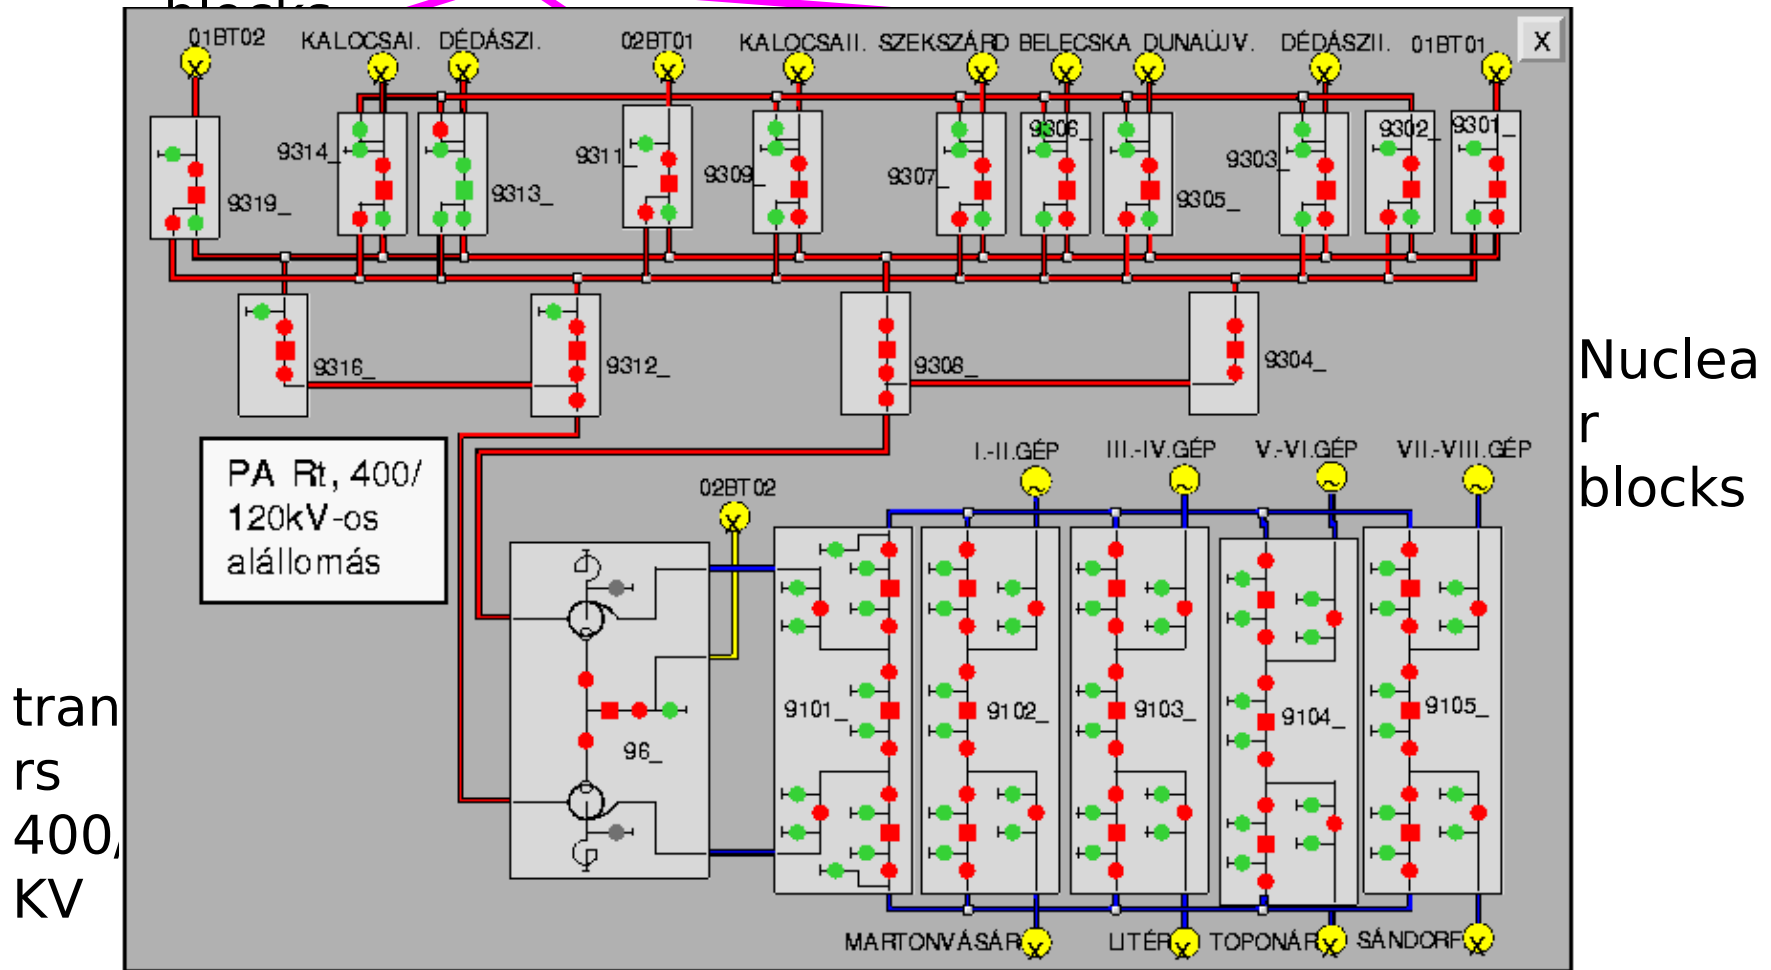 blocks
01BT02 KALOCSAI. DÉDÁSZI. 02BT01 KALOCSAII. SZEKSZÁRD BELECSKA DUNAÚJV. DÉDÁSZII. 01BT01 X
9314_ 9313_ 9311_ 9309_ 9307_ 9306_ 9305_ 9303_ 9302_ 9301_
9319_
9316_ 9312_ 9308_ 9304_
Nuclea
r
blocks
PA Rt, 400/
120kV-os
alállomás
02BT02
I.-II.GÉP III.-IV.GÉP V.-VI.GÉP VII.-VIII.GÉP
96_ 9101_ 9102_ 9103_ 9104_ 9105_
tran
rs
400/
KV
MARTONVÁSÁR LITÉR TOPONÁR SÁNDORF